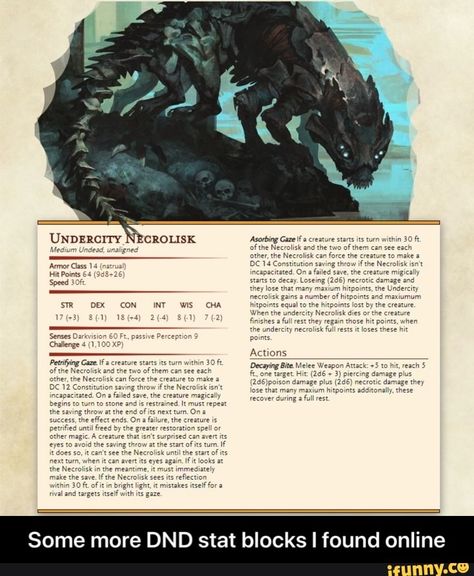 UNDERCITY NECROLISK
Medium Undead, unaligned
Armor Class 14 (natrual)
Hit Points 64 (9d8+26)
Speed 30ft.
STR DEX CON INT WIS CHA
17 (+3) 8 (-1) 18 (+4) 2 (-4) 8 (-1) 7 (-2)
Senses Darkvision 60 Ft., passive Perception 9
Challenge 4 (1,100 XP)
Petrifying Gaze. If a creature starts its turn within 30 ft.
of the Necrolisk and the two of them can see each
other, the Necrolisk can force the creature to make a
DC 12 Constitution saving throw if the Necrolisk isn't
incapacitated. On a failed save, the creature magically
begins to turn to stone and is restrained. It must repeat
the saving throw at the end of its next turn. On a
success, the effect ends. On a failure, the creature is
petrified until freed by the greater restoration spell or
other magic. A creature that isn't surprised can avert its
eyes to avoid the saving throw at the start of its turn. If
it does so, it can't see the Necrolisk until the start of its
next turn, when it can avert its eyes again. If it looks at
the Necrolisk in the meantime, it must immediately
make the save. If the Necrolisk sees its reflection
within 30 ft. of it in bright light, it mistakes itself for a
rival and targets itself with its gaze.
Asorbing Gaze If a creature starts its turn within 30 ft.
of the Necrolisk and the two of them can see each
other, the Necrolisk can force the creature to make a
DC 14 Constitution saving throw if the Necrolisk isn't
incapacitated. On a failed save, the creature migically
starts to decay. Loseing (2d6) necrotic damage and
they lose that many maxium hitpoints, the Undercity
necrolisk gains a number of hitpoints and maxiumum
hitpoints equal to the hitpoints lost by the creature.
When the undercity Necrolisk dies or the creature
finishes a full rest they regain those hit points, when
the undercity necrolisk full rests it loses these hit
points.
Actions
Decaying Bite. Melee Weapon Attack: +5 to hit, reach 5
ft., one target. Hit: (2d6 + 3) piercing damage plus
(2d6)poison damage plus (2d6) necrotic damage they
lose that many maxium hitpoints additonally, these
recover during a full rest.
Some more DND stat blocks I found online
ifunny.co